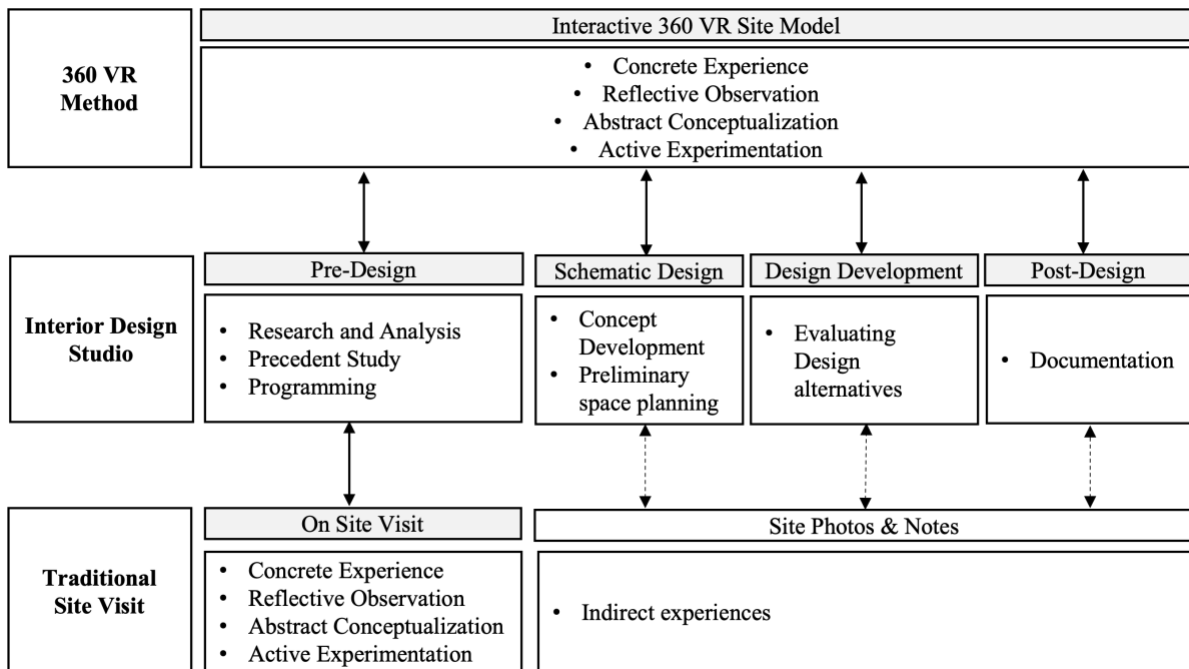 Interactive 360 VR Site Model
360 VR
Method
• Concrete Experience
• Reflective Observation
• Abstract Conceptualization
• Active Experimentation
Interior Design
Studio
Pre-Design
• Research and Analysis
• Precedent Study
• Programming
Schematic Design
• Concept
Development
• Preliminary
space planning
Design Development
• Evaluating
Design
alternatives
Post-Design
• Documentation
Traditional
Site Visit
On Site Visit
• Concrete Experience
• Reflective Observation
• Abstract Conceptualization
• Active Experimentation
Site Photos & Notes
• Indirect experiences